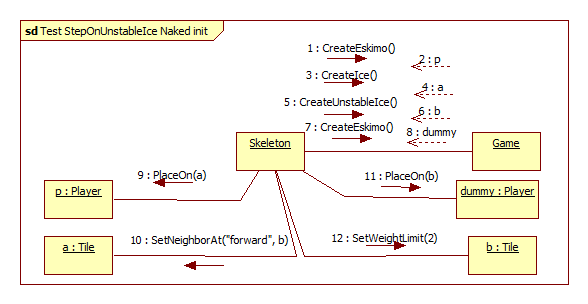 sd Test StepOnUnstableIce Naked init
1 : CreateEskimo()
2 : p
3 : CreateIce()
4 : a
5 : CreateUnstableIce()
6 : b
7 : CreateEskimo()
8 : dummy
Skeleton
Game
9 : PlaceOn(a)
11 : PlaceOn(b)
p : Player
dummy : Player
10 : SetNeighborAt("forward", b)
12 : SetWeightLimit(2)
a : Tile
b : Tile